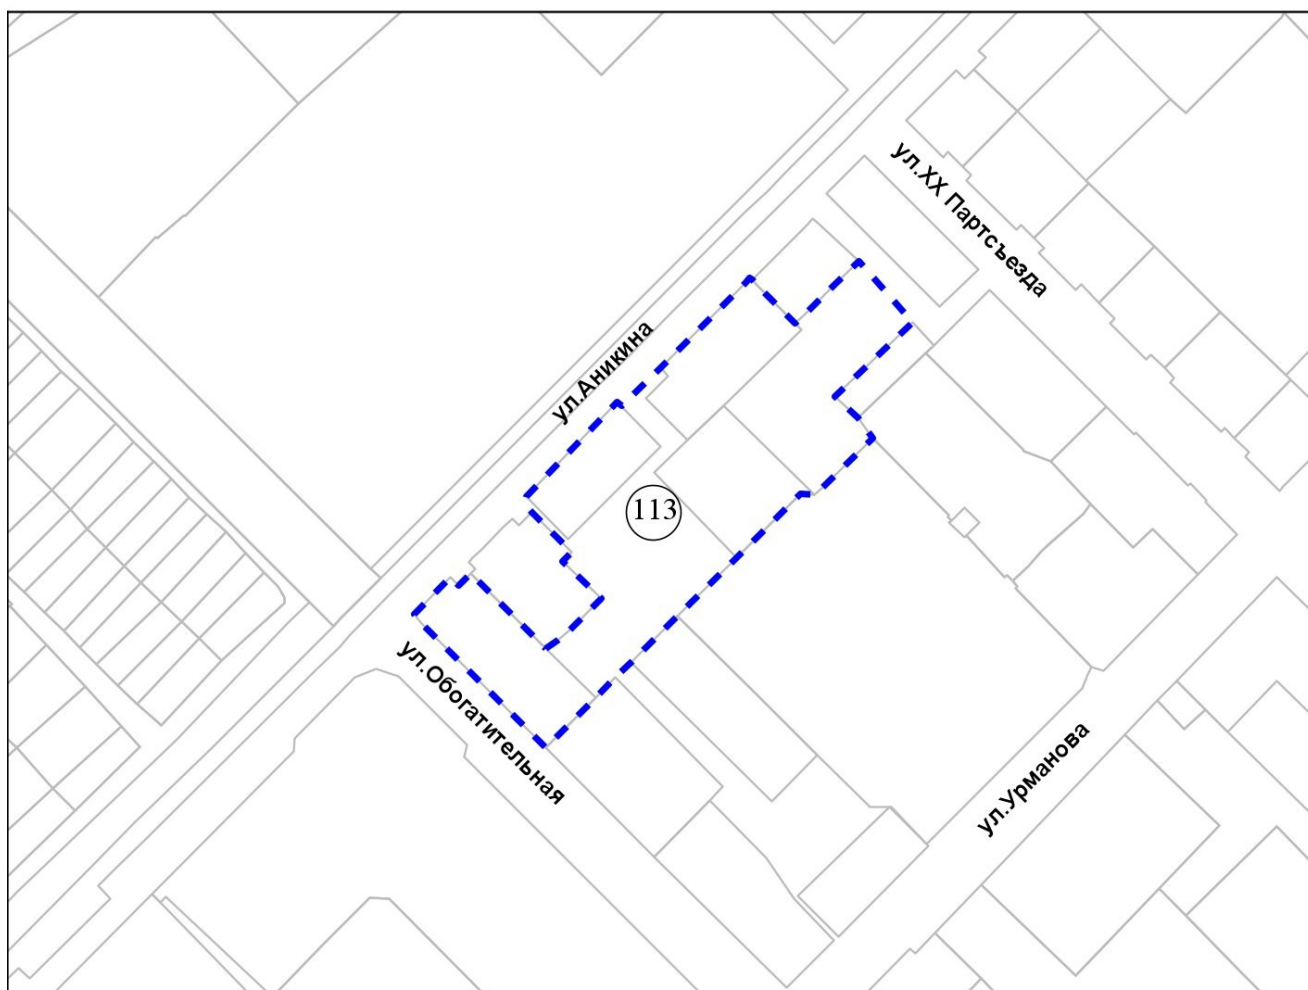 ул.XX Партсъезда
ул.Аникина
113
ул.Обогатительная
ул.Урманова